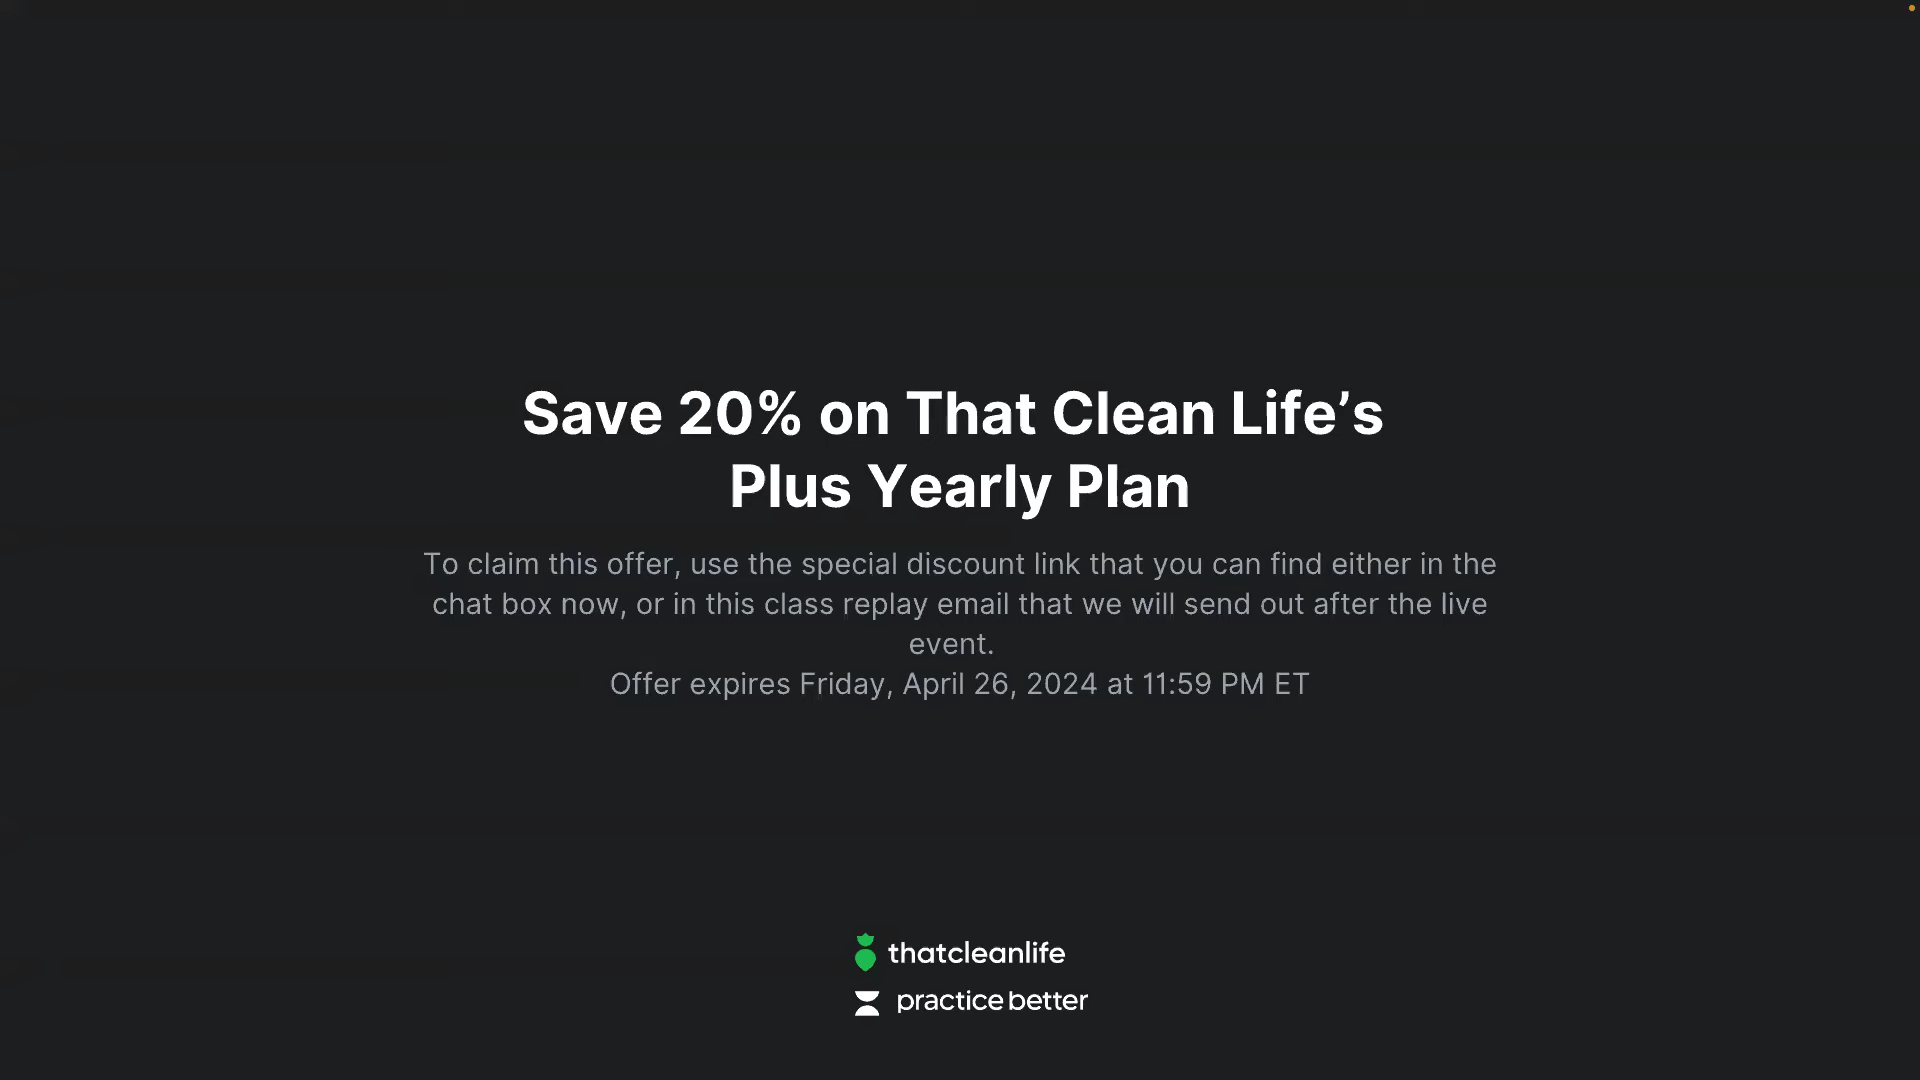 Save 20% on That Clean Life’s
Plus Yearly Plan
To claim this offer, use the special discount link that you can find either in the
chat box now, or in this class replay email that we will send out after the live
event.
Offer expires Friday, April 26, 2024 at 11:59 PM ET
thatcleanlife
practice better